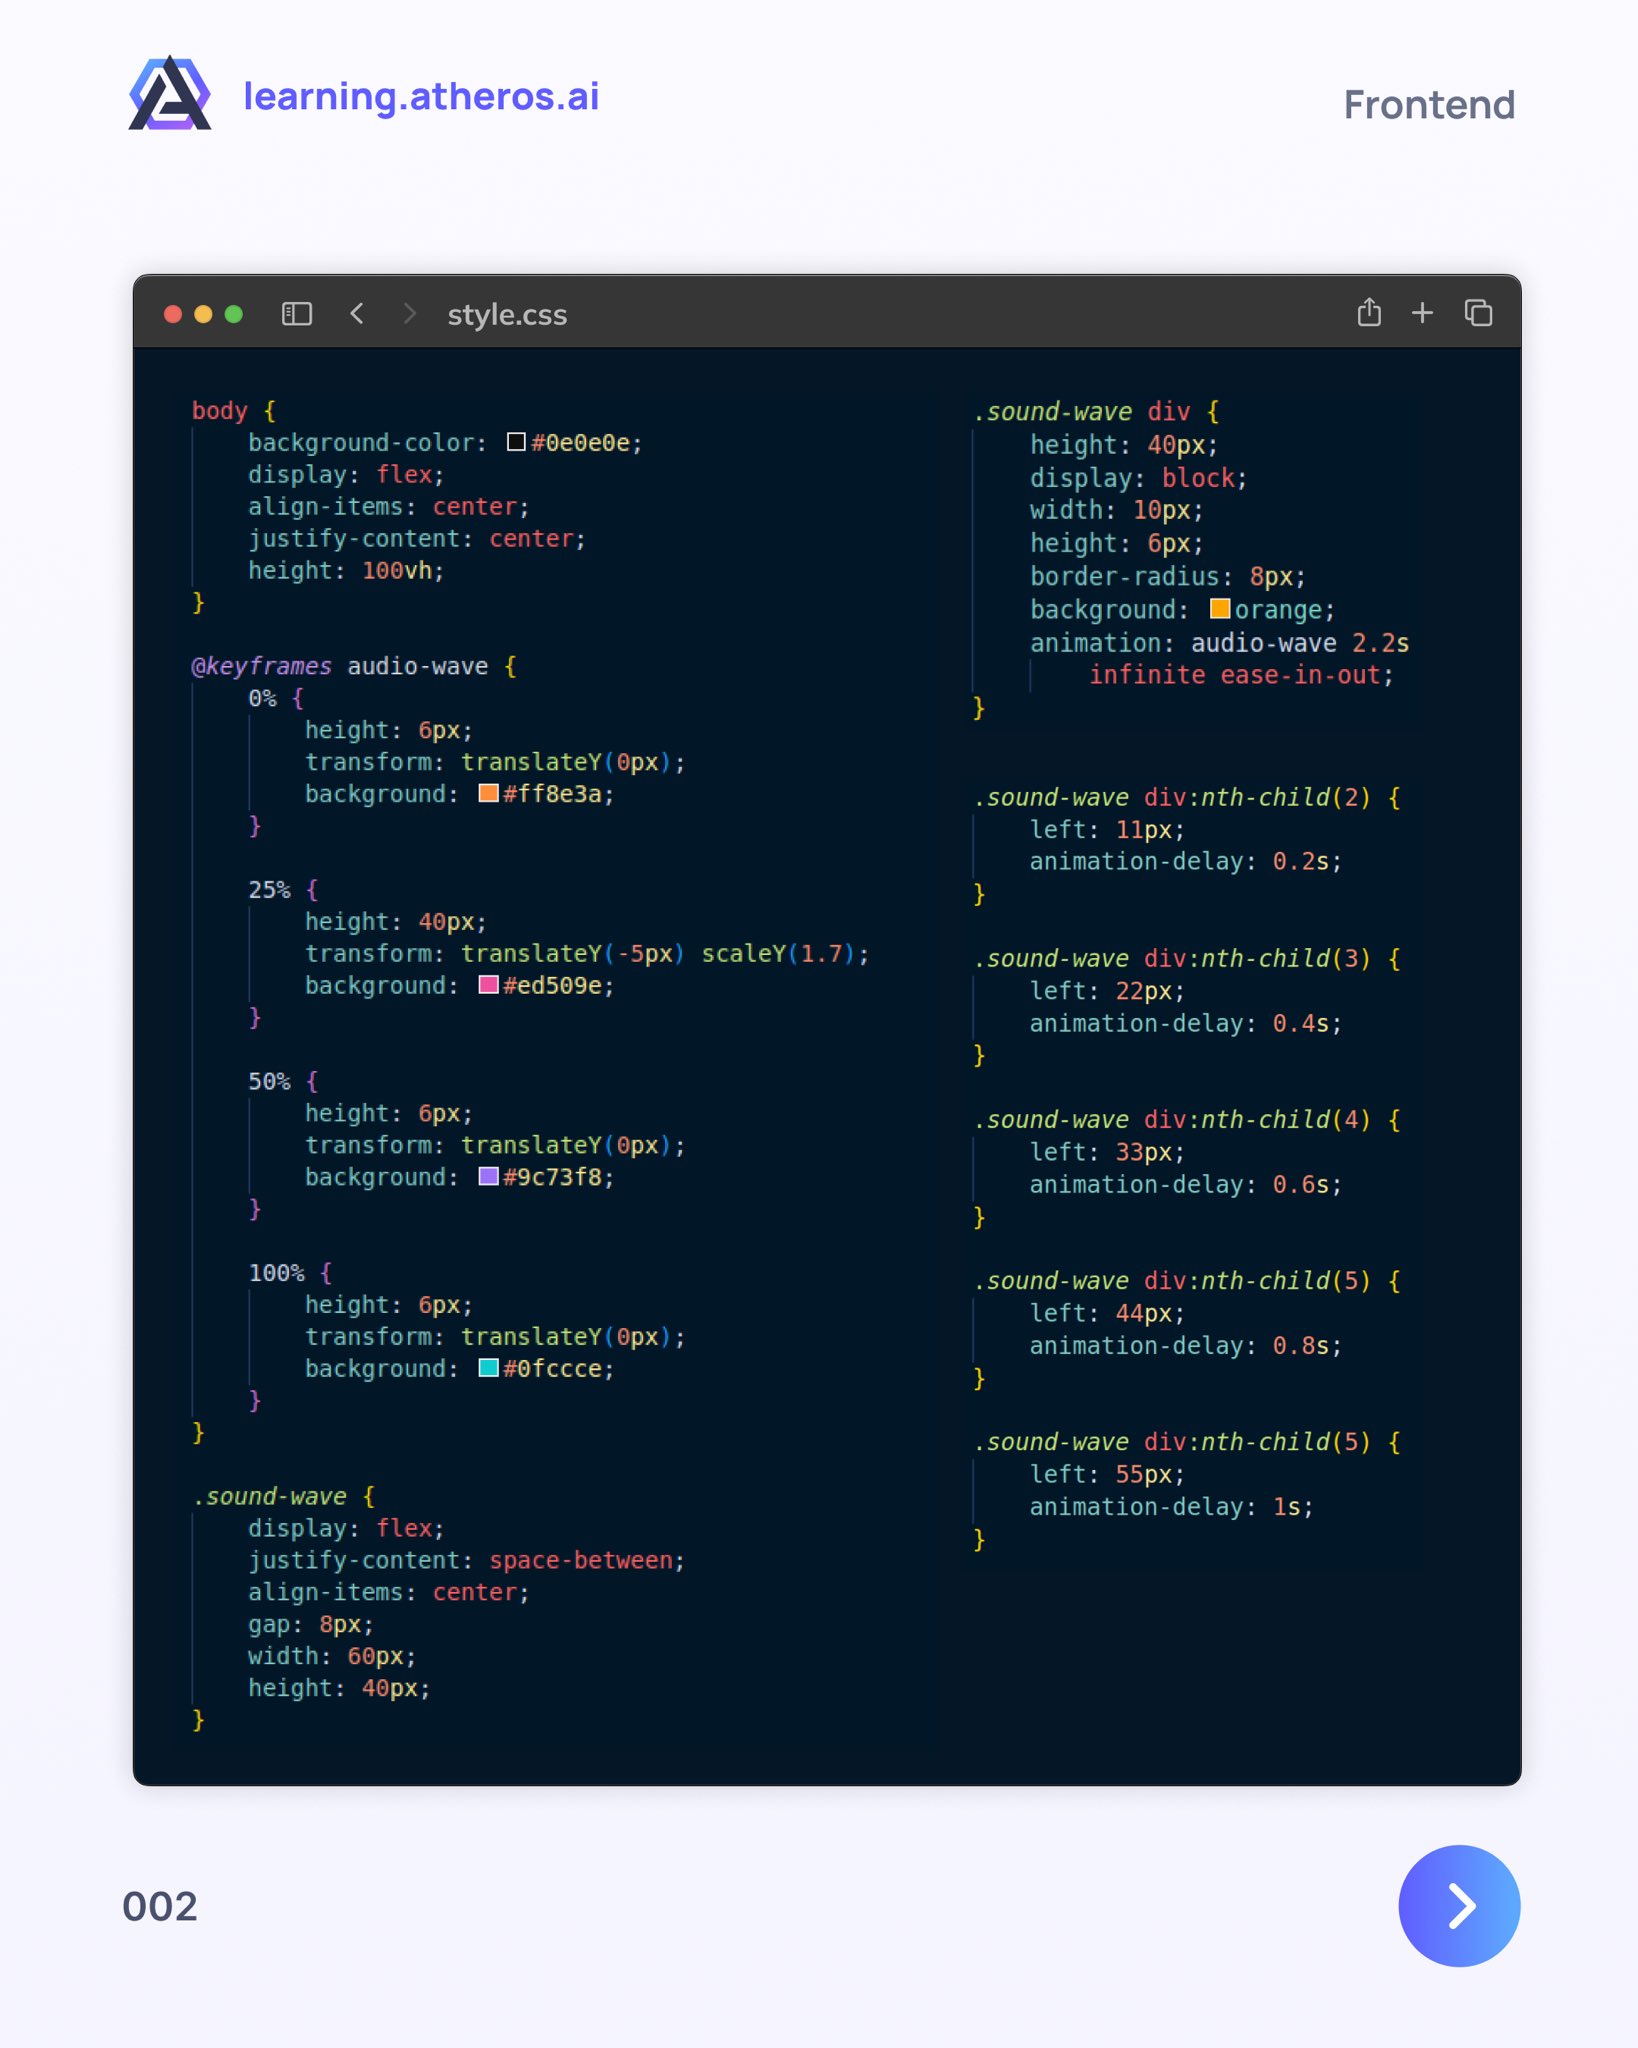 learning.atheros.ai
Frontend
style.css
body {
    background-color: #0e0e0e;
    display: flex;
    align-items: center;
    justify-content: center;
    height: 100vh;
}
@keyframes audio-wave {
    0% {
        height: 6px;
        transform: translateY(0px);
        background: #ff8e3a;
    }
    25% {
        height: 40px;
        transform: translateY(-5px) scaleY(1.7);
        background: #ed509e;
    }
    50% {
        height: 6px;
        transform: translateY(0px);
        background: #9c73f8;
    }
    100% {
        height: 6px;
        transform: translateY(0px);
        background: #0fccce;
    }
}
.sound-wave {
    display: flex;
    justify-content: space-between;
    align-items: center;
    gap: 8px;
    width: 60px;
    height: 40px;
}
.sound-wave div {
    height: 40px;
    display: block;
    width: 10px;
    height: 6px;
    border-radius: 8px;
    background: orange;
    animation: audio-wave 2.2s
        infinite ease-in-out;
}
.sound-wave div:nth-child(2) {
    left: 11px;
    animation-delay: 0.2s;
}
.sound-wave div:nth-child(3) {
    left: 22px;
    animation-delay: 0.4s;
}
.sound-wave div:nth-child(4) {
    left: 33px;
    animation-delay: 0.6s;
}
.sound-wave div:nth-child(5) {
    left: 44px;
    animation-delay: 0.8s;
}
.sound-wave div:nth-child(5) {
    left: 55px;
    animation-delay: 1s;
}
002